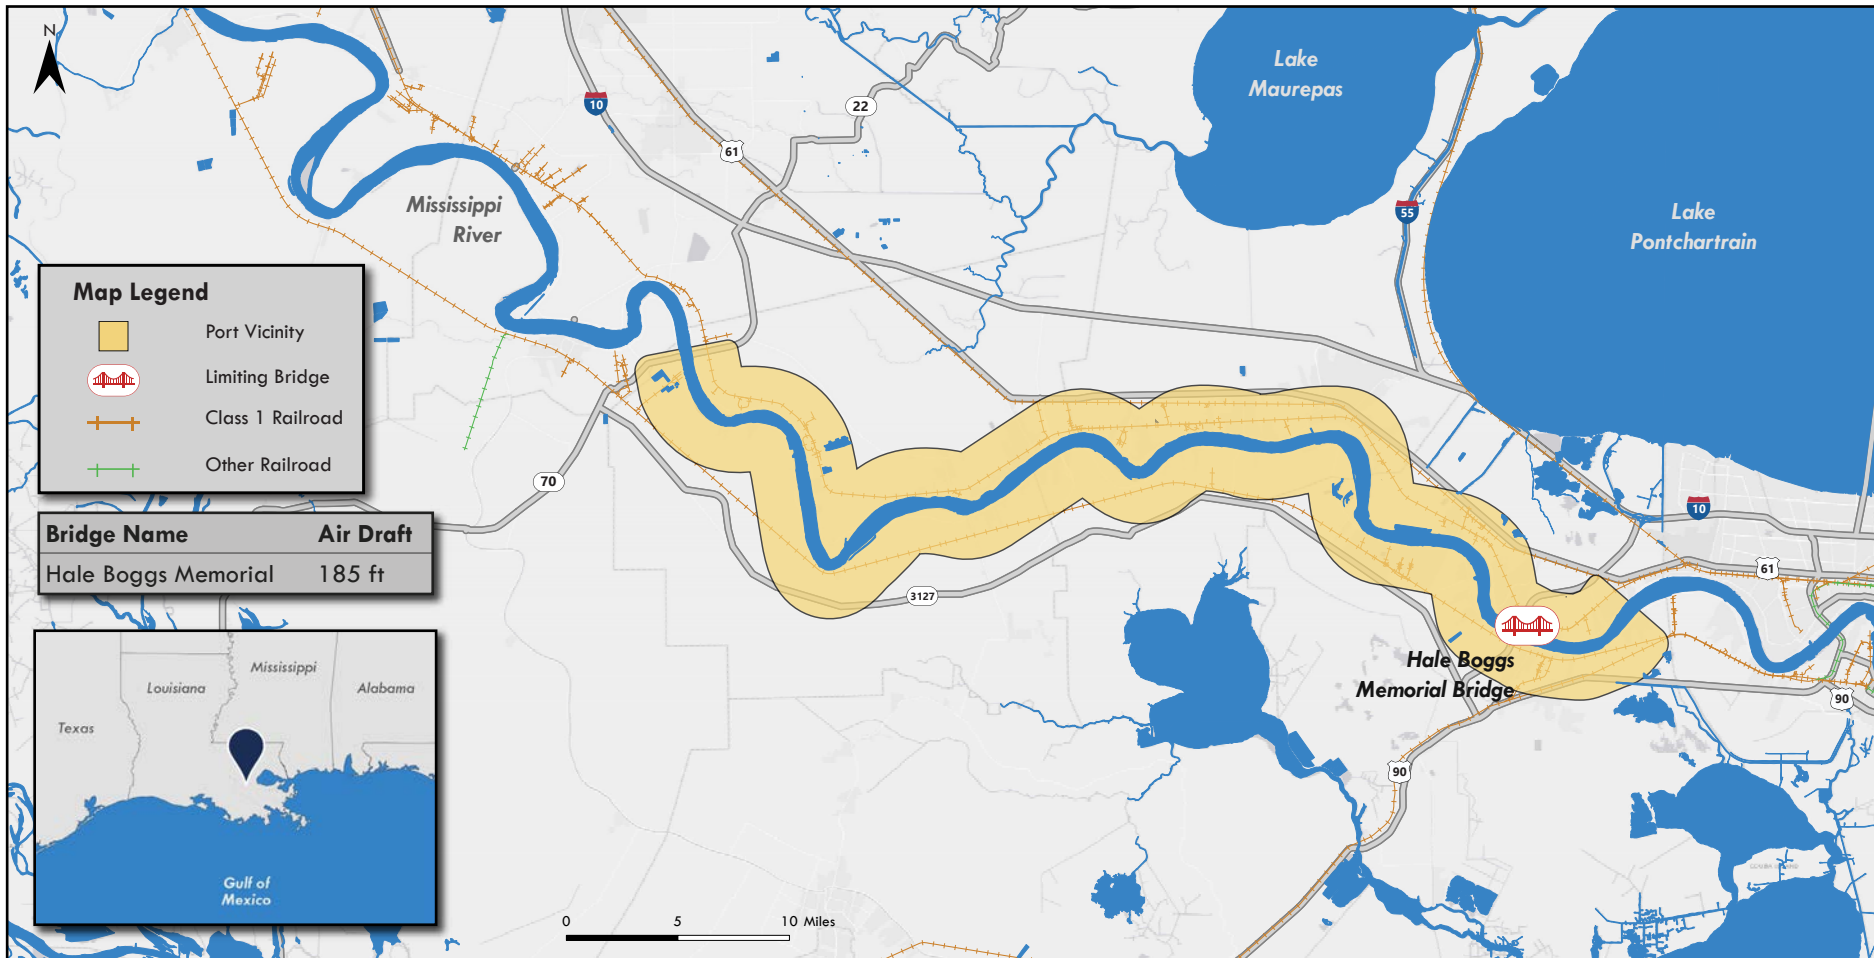 N
Lake
Maurepas
10
22
61
55
Lake
Pontchartrain
Mississippi
River
Map Legend
Port Vicinity
Limiting Bridge
Class 1 Railroad
Other Railroad
70
10
Bridge Name Air Draft
Hale Boggs Memorial 185 ft
61
3127
Hale Boggs
Memorial Bridge
90
90
Mississippi
Louisiana
Alabama
Texas
Gulf of
Mexico
0 5 10 Miles